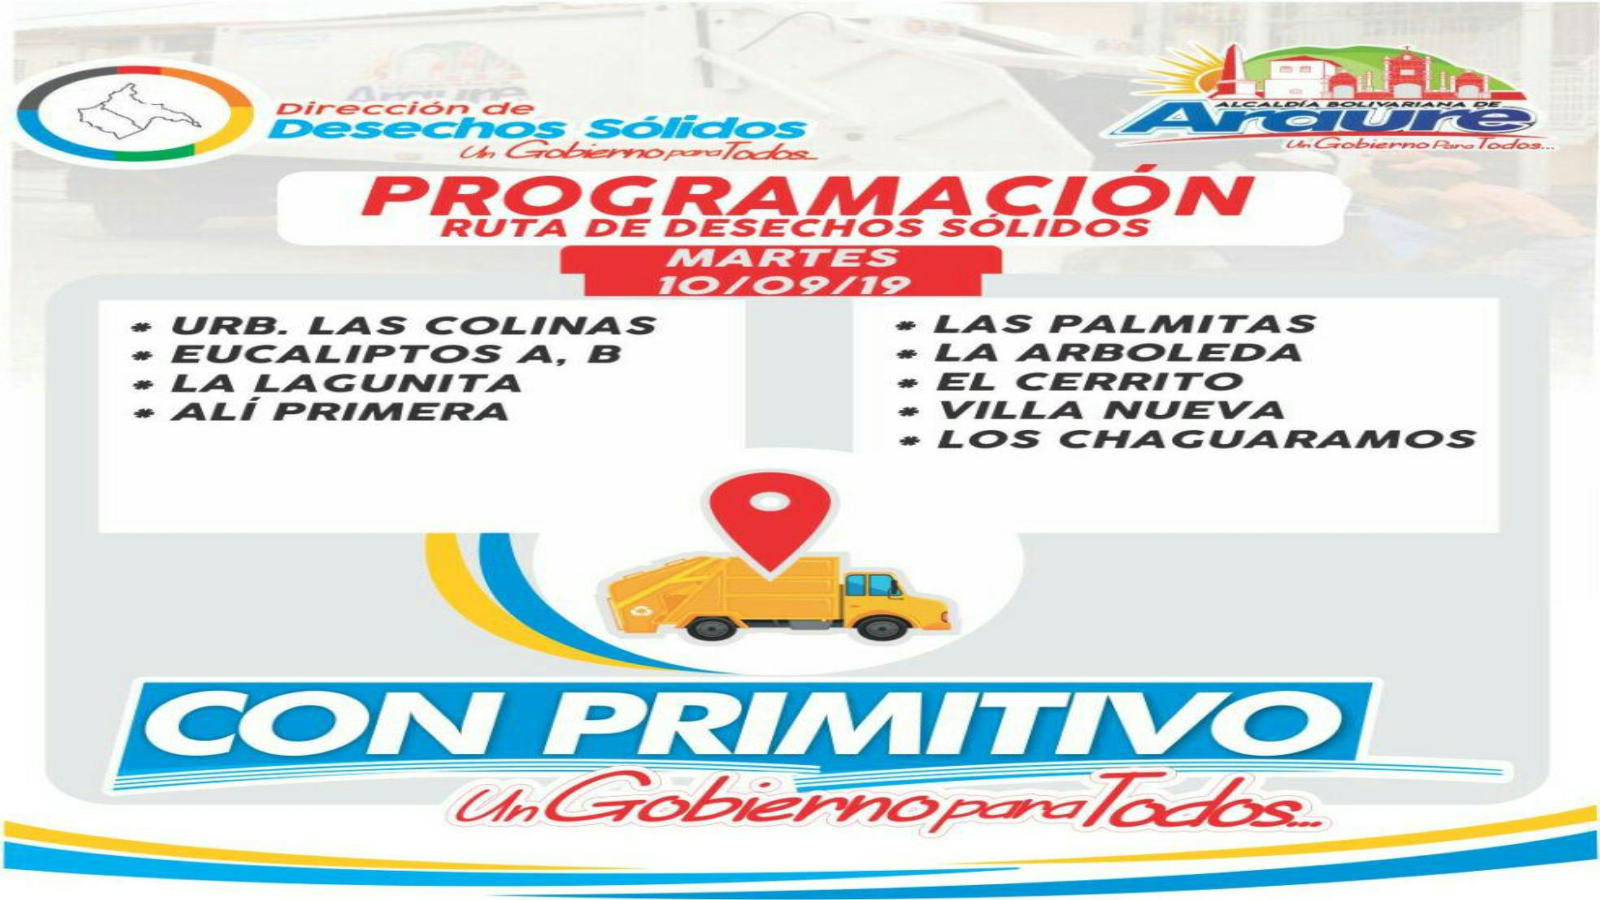 Dirección de
Desechos Sólidos
Un Gobierno para Todos...
ALCALDÍA BOLIVARIANA DE
Araure
Un Gobierno Para Todos...
PROGRAMACIÓN
RUTA DE DESECHOS SÓLIDOS
MARTES
10/09/19
* URB. LAS COLINAS
* EUCALIPTOS A, B
* LA LAGUNITA
* ALÍ PRIMERA
* LAS PALMITAS
* LA ARBOLEDA
* EL CERRITO
* VILLA NUEVA
* LOS CHAGUARAMOS
CON PRIMITIVO
Un Gobierno para Todos...